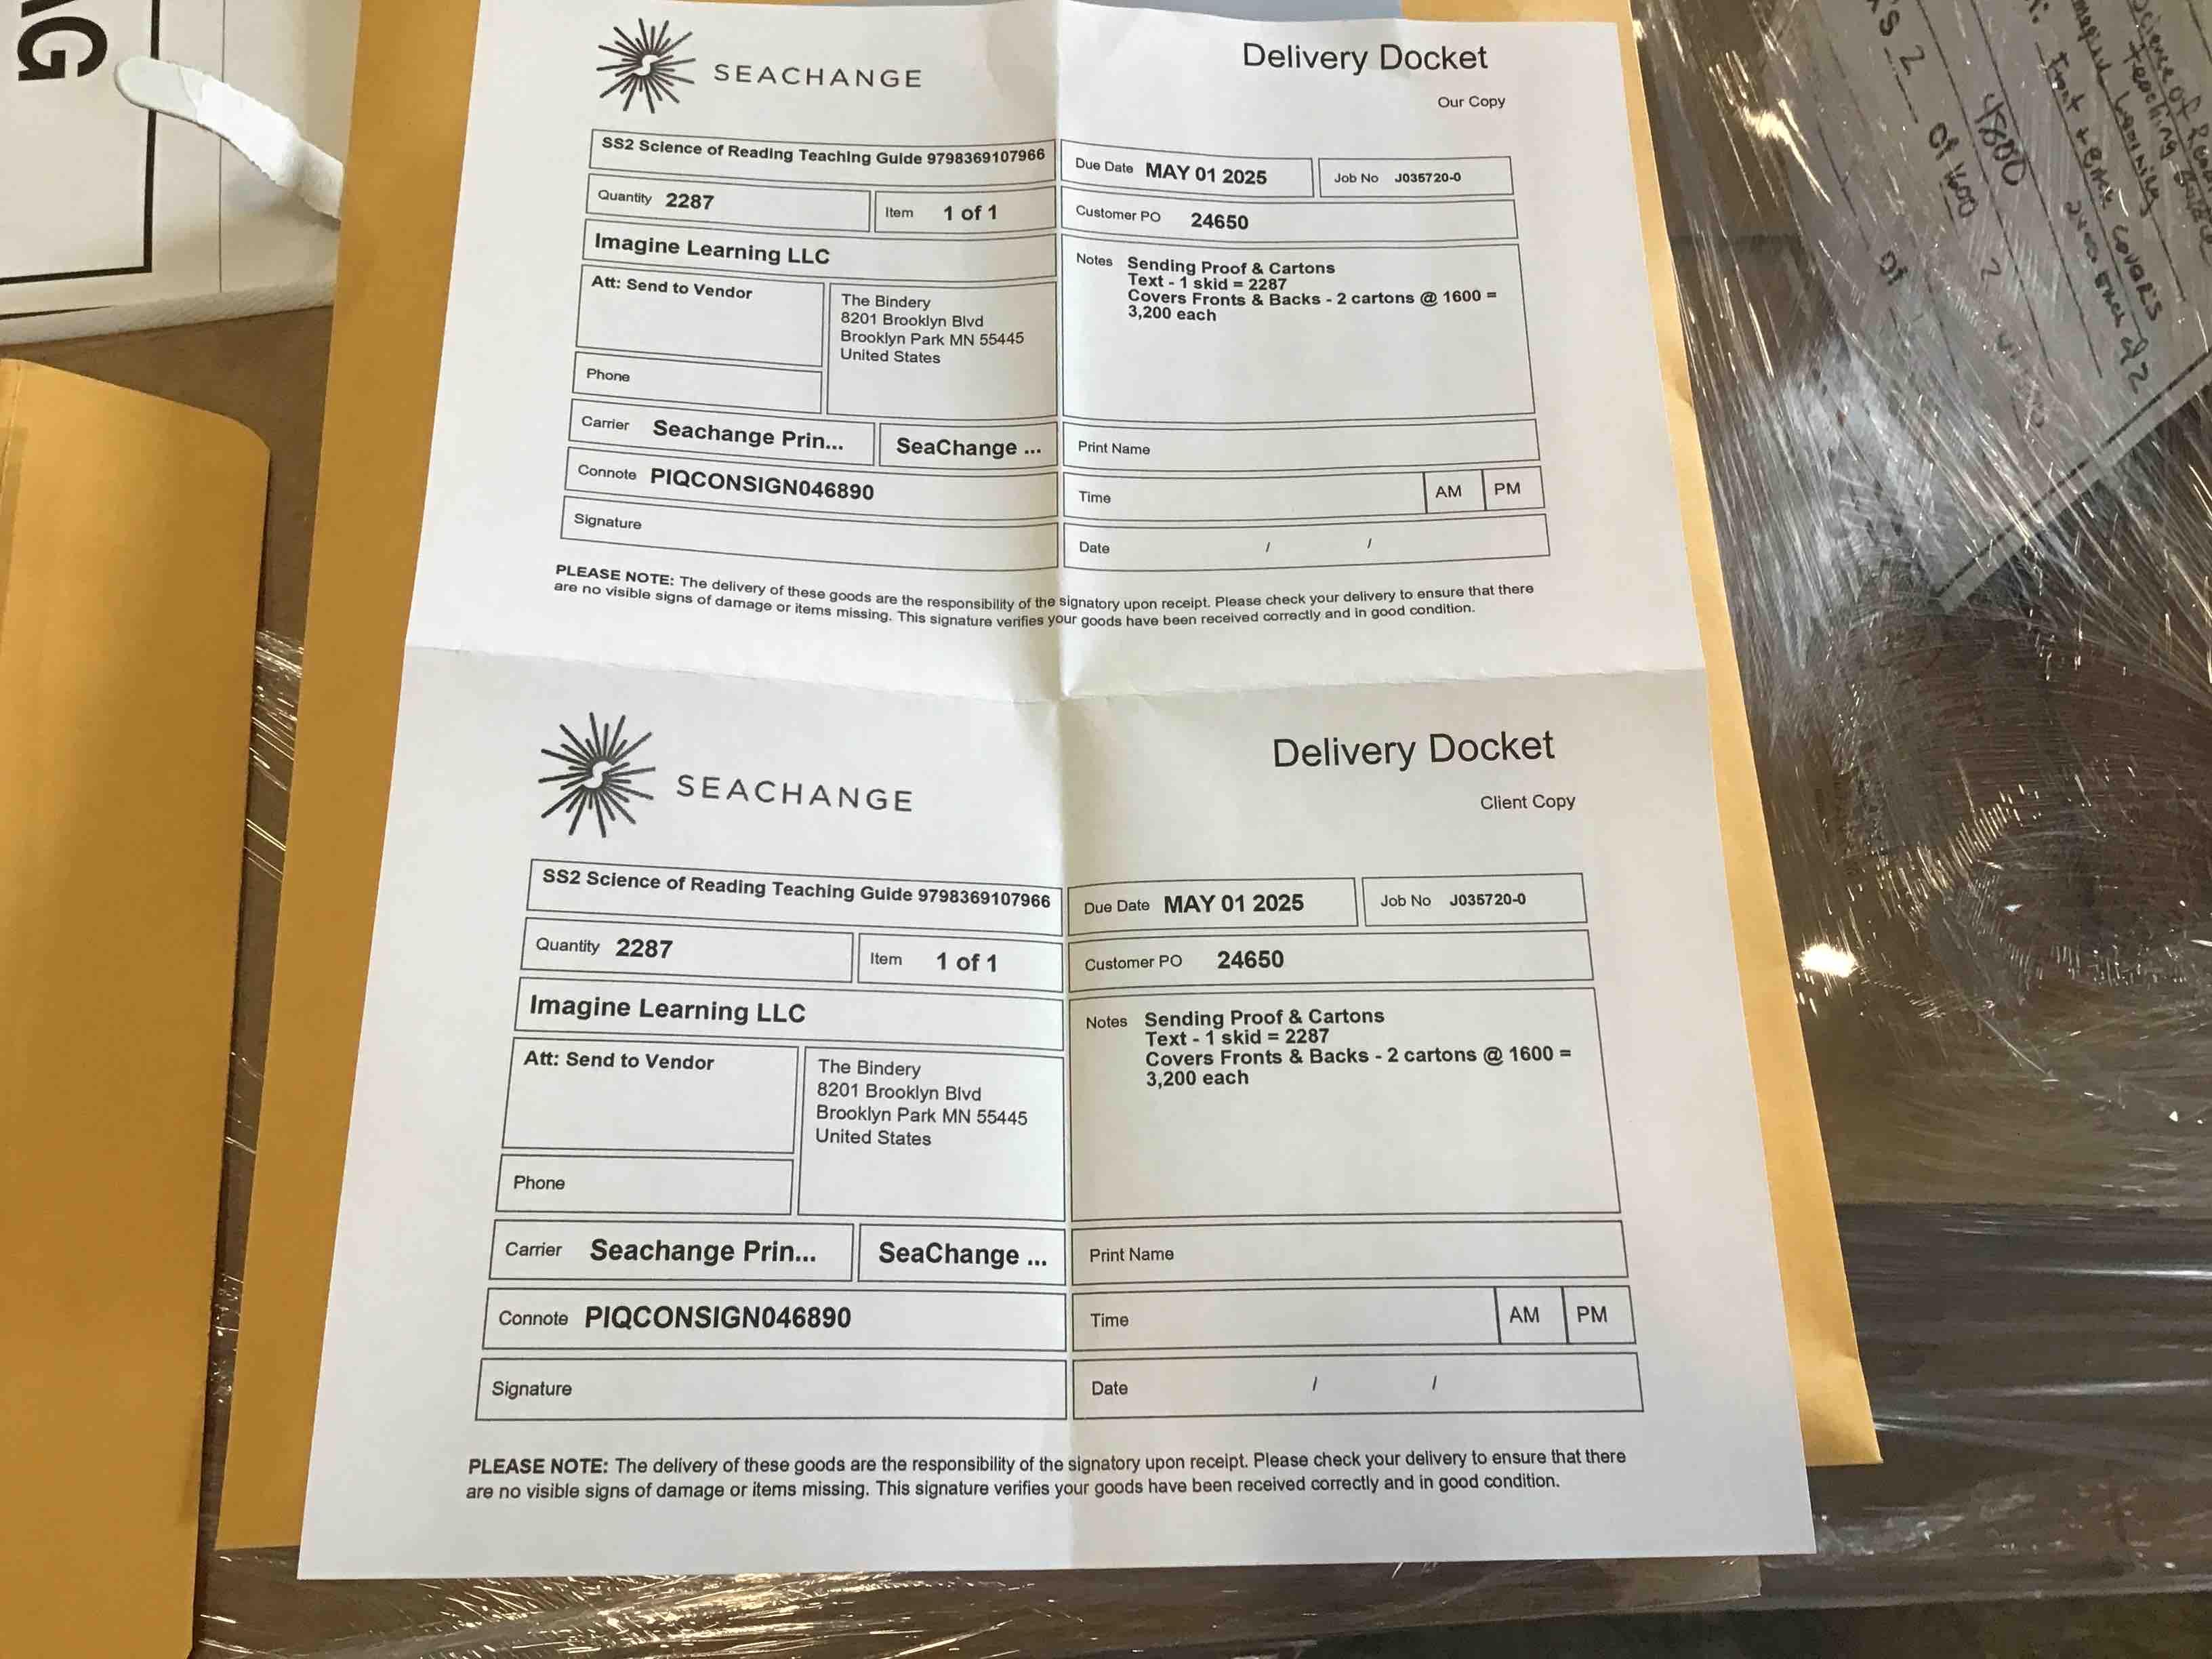 SEACHANGE
Delivery Docket
Our Copy
SS2 Science of Reading Teaching Guide 9798369107966
Due Date MAY 01 2025
Job No J035720-0
Quantity 2287
Item 1 of 1
Customer PO 24650
Imagine Learning LLC
Notes Sending Proof & Cartons
Text - 1 skid = 2287
Covers Fronts & Backs - 2 cartons @ 1600 =
3,200 each
Att: Send to Vendor
The Bindery
8201 Brooklyn Blvd
Brooklyn Park MN 55445
United States
Phone
Carrier Seachange Prin...
SeaChange ...
Print Name
Connote PIQCONSIGN046890
Time
AM
PM
Signature
Date / /
PLEASE NOTE: The delivery of these goods are the responsibility of the signatory upon receipt. Please check your delivery to ensure that there
are no visible signs of damage or items missing. This signature verifies your goods have been received correctly and in good condition.
SEACHANGE
Delivery Docket
Client Copy
SS2 Science of Reading Teaching Guide 9798369107966
Due Date MAY 01 2025
Job No J035720-0
Quantity 2287
Item 1 of 1
Customer PO 24650
Imagine Learning LLC
Notes Sending Proof & Cartons
Text - 1 skid = 2287
Covers Fronts & Backs - 2 cartons @ 1600 =
3,200 each
Att: Send to Vendor
The Bindery
8201 Brooklyn Blvd
Brooklyn Park MN 55445
United States
Phone
Carrier Seachange Prin...
SeaChange ...
Print Name
Connote PIQCONSIGN046890
Time
AM
PM
Signature
Date / /
PLEASE NOTE: The delivery of these goods are the responsibility of the signatory upon receipt. Please check your delivery to ensure that there
are no visible signs of damage or items missing. This signature verifies your goods have been received correctly and in good condition.
Science of
Teaching
Learning
covers
4800
2
of